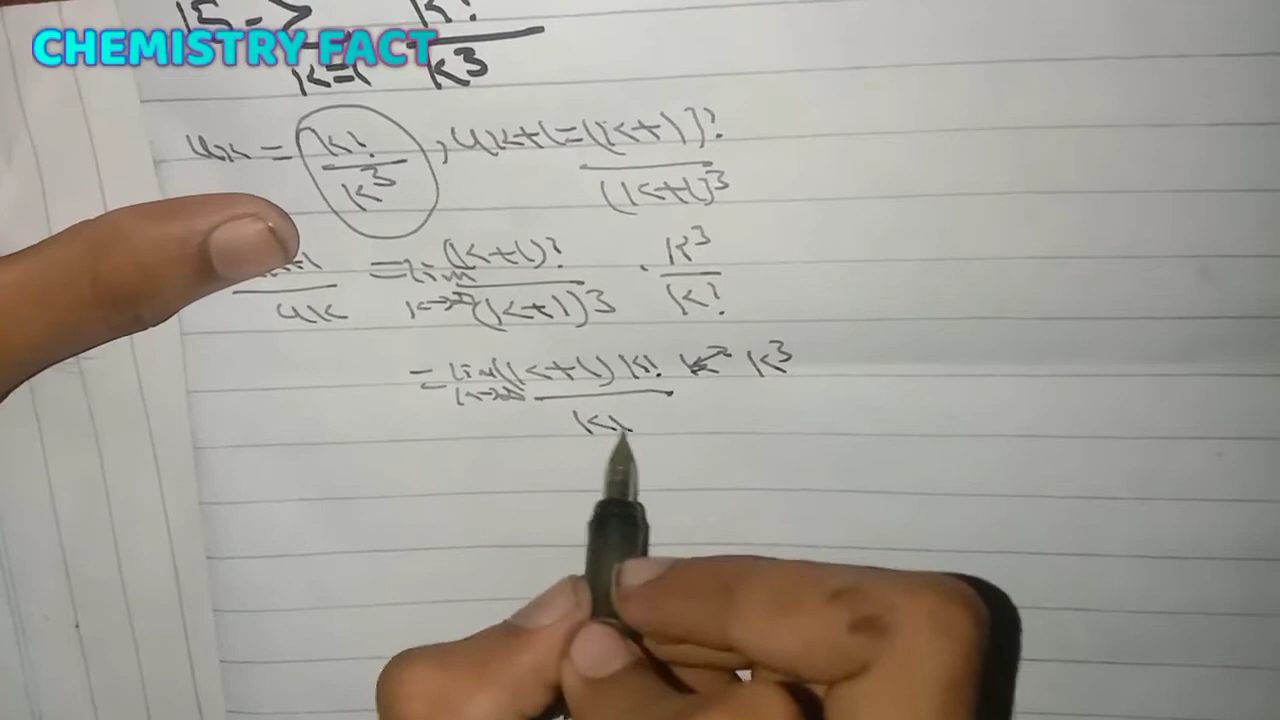 CHEMISTRY FACT
k=1 k³
uk = k! / k³ , uk+1 = (k+1)! / (k+1)³
uk = lim k→∞ (k+1)! / (k+1)3 . k³ / k!
= lim k→∞ (k+1) k! k³